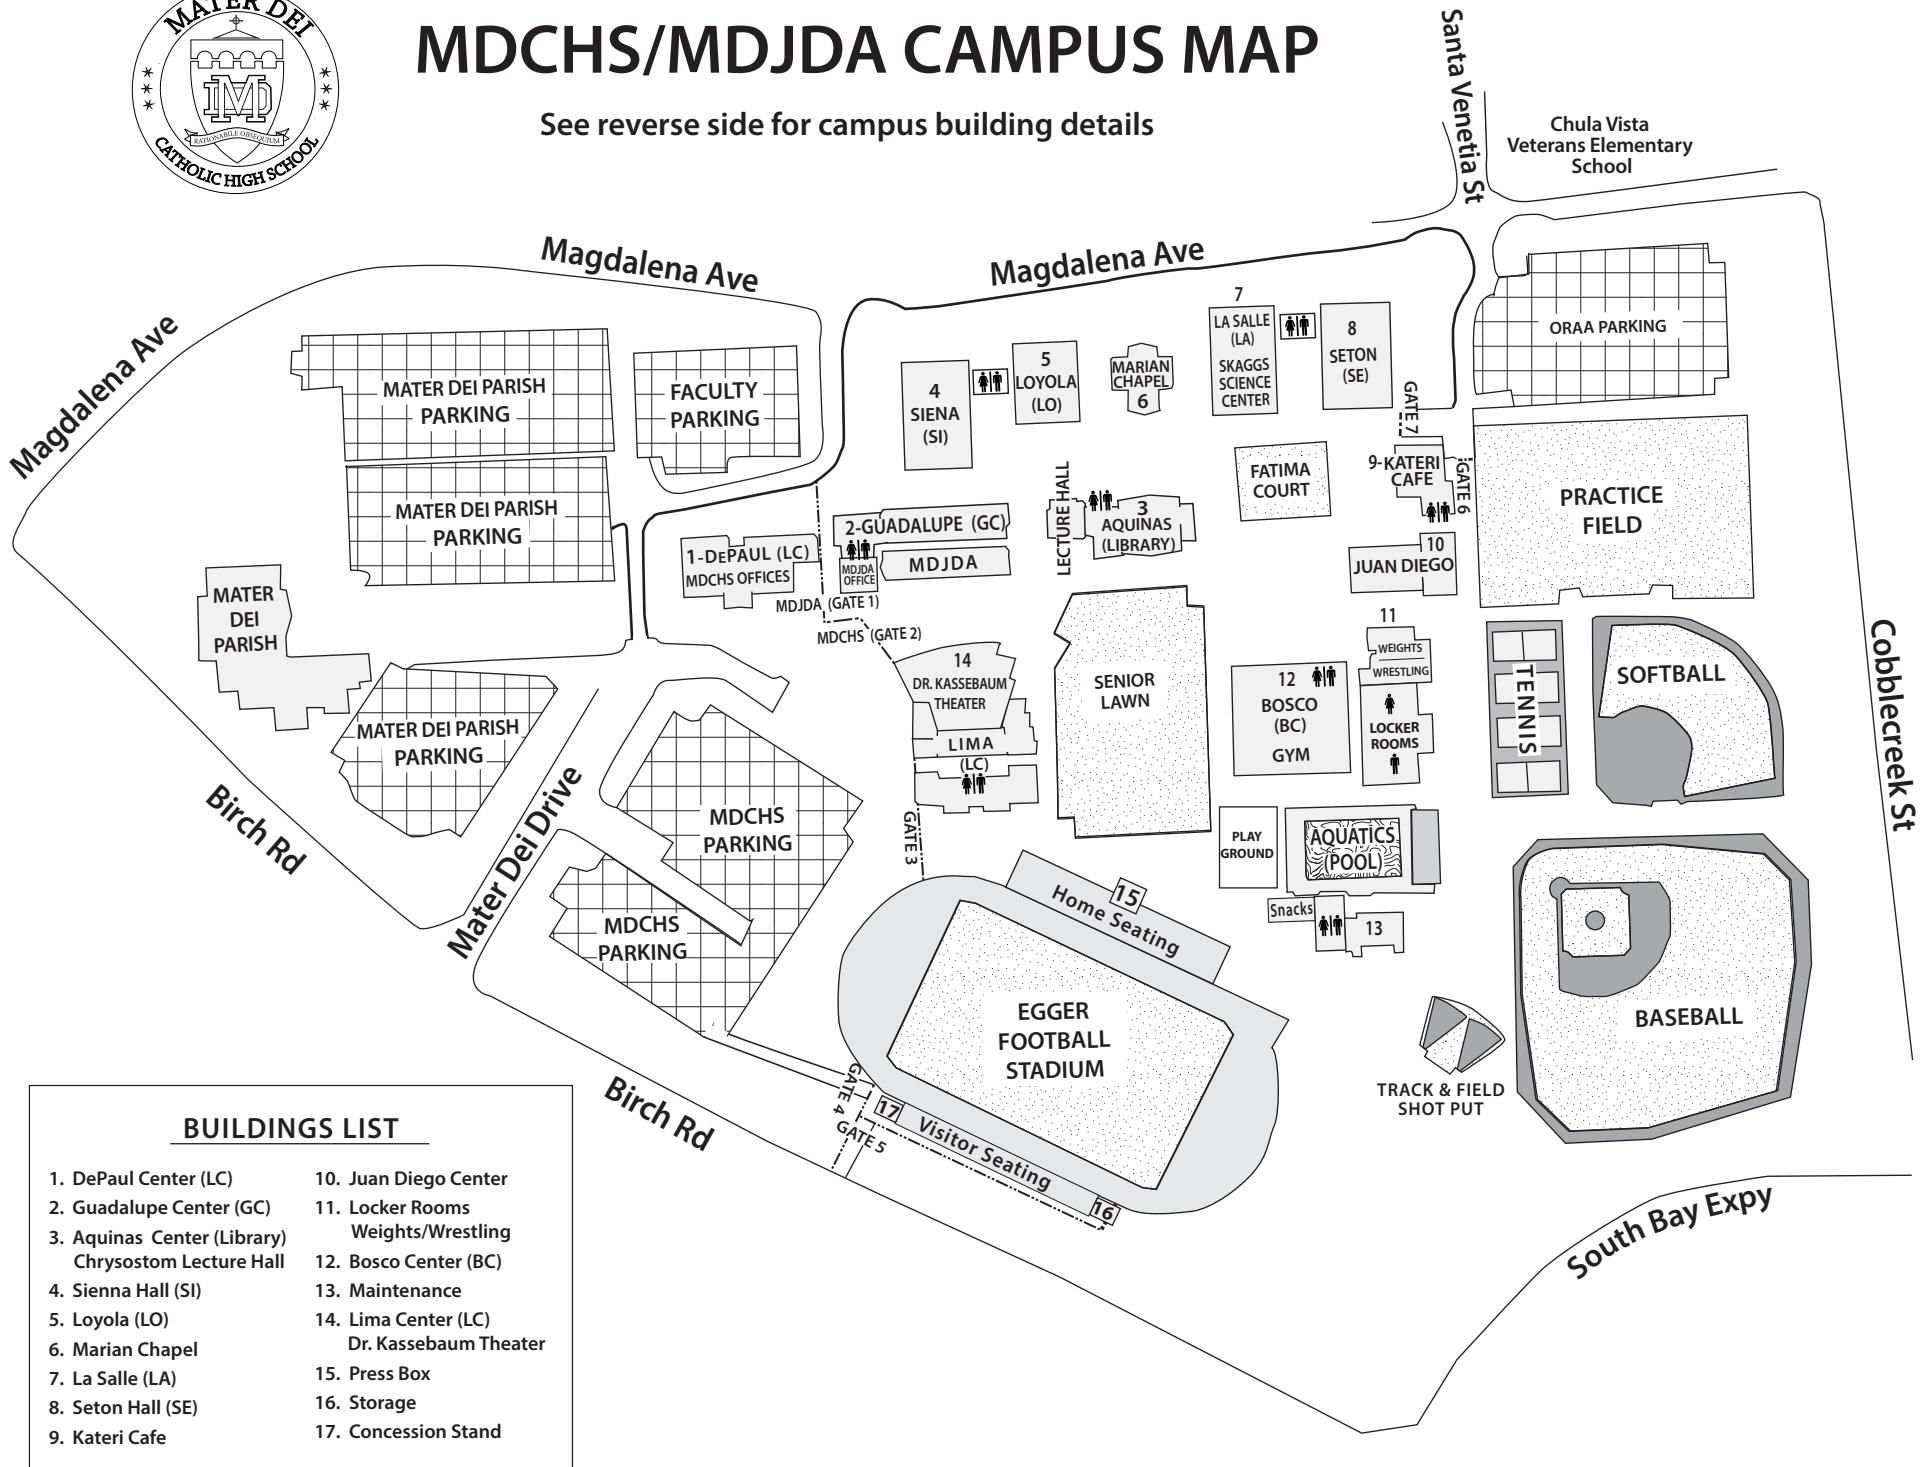 MATER DEI
MD
RATIONABILE OBSEQUIUM
CATHOLIC HIGH SCHOOL
MDCHS/MDJDA CAMPUS MAP
See reverse side for campus building details
Santa Venetia St
Chula Vista
Veterans Elementary
School
Magdalena Ave
Magdalena Ave
Magdalena Ave
MATER DEI PARISH
PARKING
FACULTY
PARKING
MATER DEI PARISH
PARKING
4
SIENA
(SI)
5
LOYOLA
(LO)
MARIAN
CHAPEL
6
7
LA SALLE
(LA)
SKAGGS
SCIENCE
CENTER
8
SETON
(SE)
GATE 7
ORAA PARKING
FATIMA
COURT
9-KATERI
CAFE
GATE 6
PRACTICE
FIELD
1-DEPAUL (LC)
MDCHS OFFICES
2-GUADALUPE (GC)
MDJDA
OFFICE
MDJDA
LECTURE HALL
3
AQUINAS
(LIBRARY)
10
JUAN DIEGO
MDJDA (GATE 1)
MDCHS (GATE 2)
MATER
DEI
PARISH
14
DR. KASSEBAUM
THEATER
LIMA
(LC)
SENIOR
LAWN
11
WEIGHTS
WRESTLING
12
BOSCO
(BC)
GYM
LOCKER
ROOMS
TENNIS
SOFTBALL
Cobblecreek St
MATER DEI PARISH
PARKING
Birch Rd
Mater Dei Drive
MDCHS
PARKING
MDCHS
PARKING
GATE 3
PLAY
GROUND
AQUATICS
(POOL)
Snacks
13
15
Home Seating
EGGER
FOOTBALL
STADIUM
BASEBALL
TRACK & FIELD
SHOT PUT
Birch Rd
GATE 4
GATE 5
17
Visitor Seating
16
South Bay Expy
BUILDINGS LIST
1. DePaul Center (LC)
2. Guadalupe Center (GC)
3. Aquinas Center (Library)
Chrysostom Lecture Hall
4. Sienna Hall (SI)
5. Loyola (LO)
6. Marian Chapel
7. La Salle (LA)
8. Seton Hall (SE)
9. Kateri Cafe
10. Juan Diego Center
11. Locker Rooms
Weights/Wrestling
12. Bosco Center (BC)
13. Maintenance
14. Lima Center (LC)
Dr. Kassebaum Theater
15. Press Box
16. Storage
17. Concession Stand